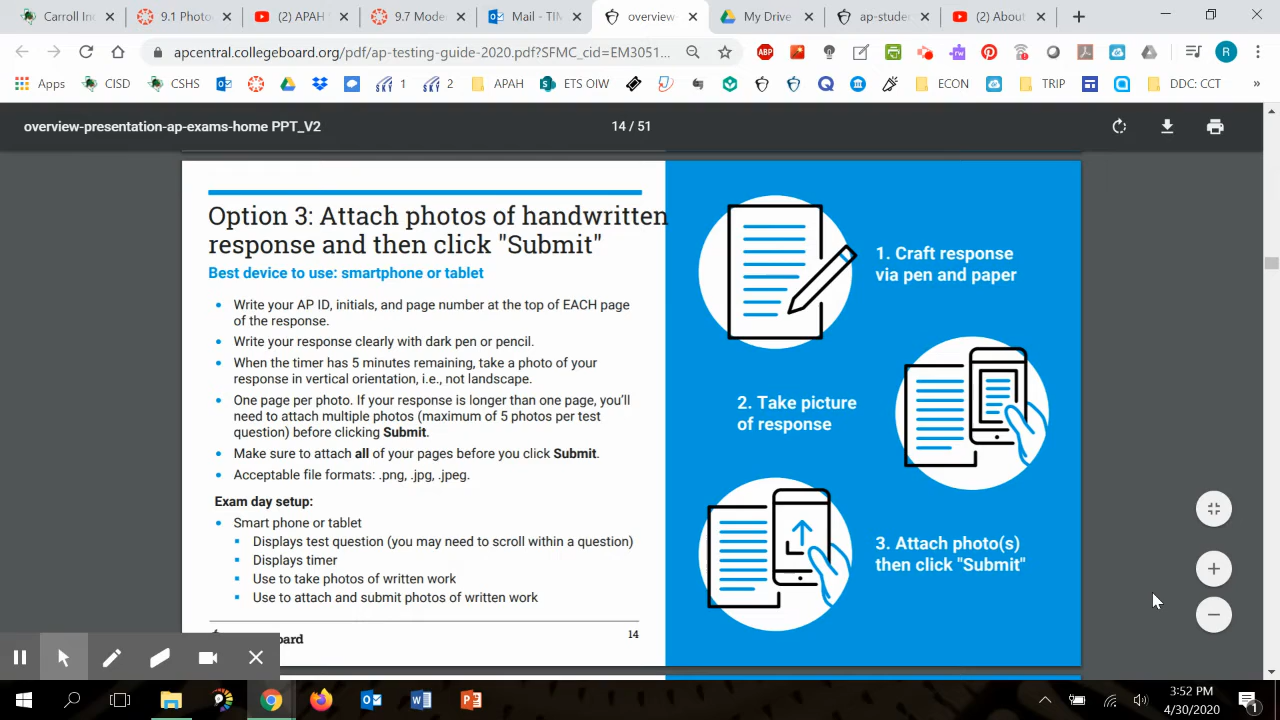 Carroll Inc
9.1 Photo
(2) APAH S
9.7 Mode
Mail - TIN
overview
My Drive
ap-stude
(2) About
apcentral.collegeboard.org/pdf/ap-testing-guide-2020.pdf?SFMC_cid=EM3051...
Apps
CISD
CSHS
1
2
APAH
ETS OIW
ECON
TRIP
DDC: CCT
»
overview-presentation-ap-exams-home PPT_V2
14 / 51
Option 3: Attach photos of handwritten
response and then click "Submit"
Best device to use: smartphone or tablet
• Write your AP ID, initials, and page number at the top of EACH page
of the response.
• Write your response clearly with dark pen or pencil.
• When the timer has 5 minutes remaining, take a photo of your
response in vertical orientation, i.e., not landscape.
• One page per photo. If your response is longer than one page, you'll
need to attach multiple photos (maximum of 5 photos per test
question) before clicking Submit.
• Make sure to attach all of your pages before you click Submit.
• Acceptable file formats: .png, .jpg, .jpeg.
Exam day setup:
• Smart phone or tablet
▪ Displays test question (you may need to scroll within a question)
▪ Displays timer
▪ Use to take photos of written work
▪ Use to attach and submit photos of written work
14
1. Craft response
via pen and paper
2. Take picture
of response
3. Attach photo(s)
then click "Submit"
3:52 PM
4/30/2020
1